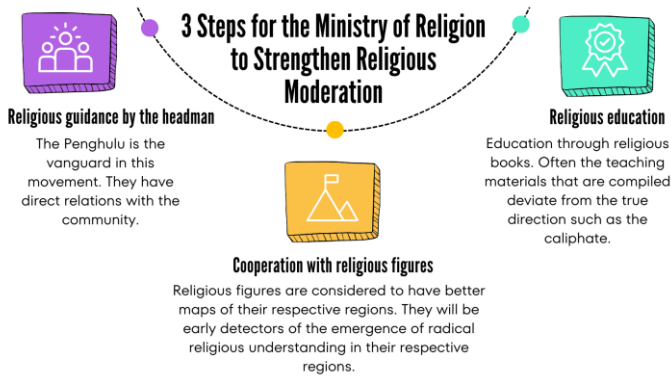 3 Steps for the Ministry of Religion
to Strengthen Religious
Moderation
Religious guidance by the headman
The Penghulu is the
vanguard in this
movement. They have
direct relations with the
community.
Cooperation with religious figures
Religious figures are considered to have better
maps of their respective regions. They will be
early detectors of the emergence of radical
religious understanding in their respective
regions.
Religious education
Education through religious
books. Often the teaching
materials that are compiled
deviate from the true
direction such as the
caliphate.